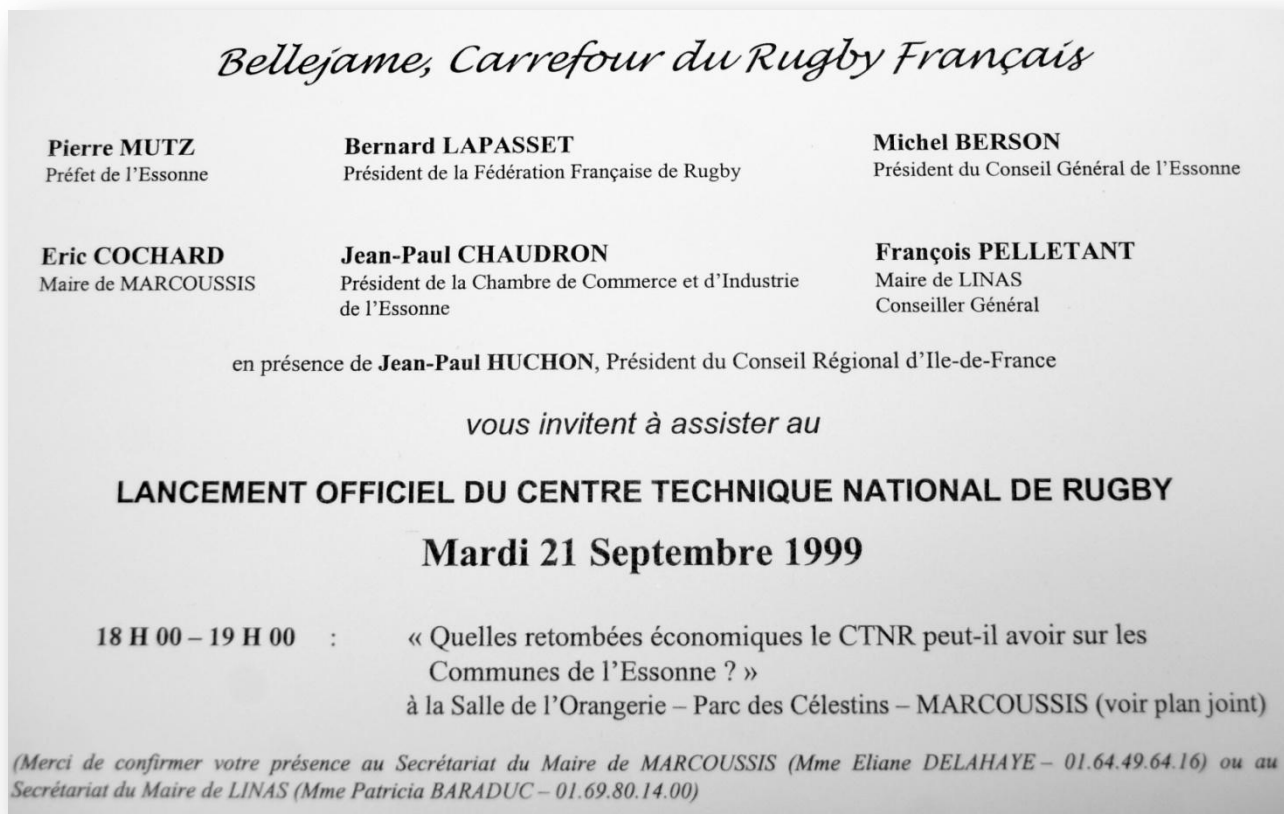 Bellejame, Carrefour du Rugby Français
Pierre MUTZ
Préfet de l'Essonne
Bernard LAPASSET
Président de la Fédération Française de Rugby
Michel BERSON
Président du Conseil Général de l'Essonne
Eric COCHARD
Maire de MARCOUSSIS
Jean-Paul CHAUDRON
Président de la Chambre de Commerce et d'Industrie
de l'Essonne
François PELLETANT
Maire de LINAS
Conseiller Général
en présence de Jean-Paul HUCHON, Président du Conseil Régional d'Ile-de-France
vous invitent à assister au
LANCEMENT OFFICIEL DU CENTRE TECHNIQUE NATIONAL DE RUGBY
Mardi 21 Septembre 1999
18 H 00 – 19 H 00 : « Quelles retombées économiques le CTNR peut-il avoir sur les
Communes de l'Essonne ? »
à la Salle de l'Orangerie – Parc des Célestins – MARCOUSSIS (voir plan joint)
(Merci de confirmer votre présence au Secrétariat du Maire de MARCOUSSIS (Mme Eliane DELAHAYE – 01.64.49.64.16) ou au
Secrétariat du Maire de LINAS (Mme Patricia BARADUC – 01.69.80.14.00)